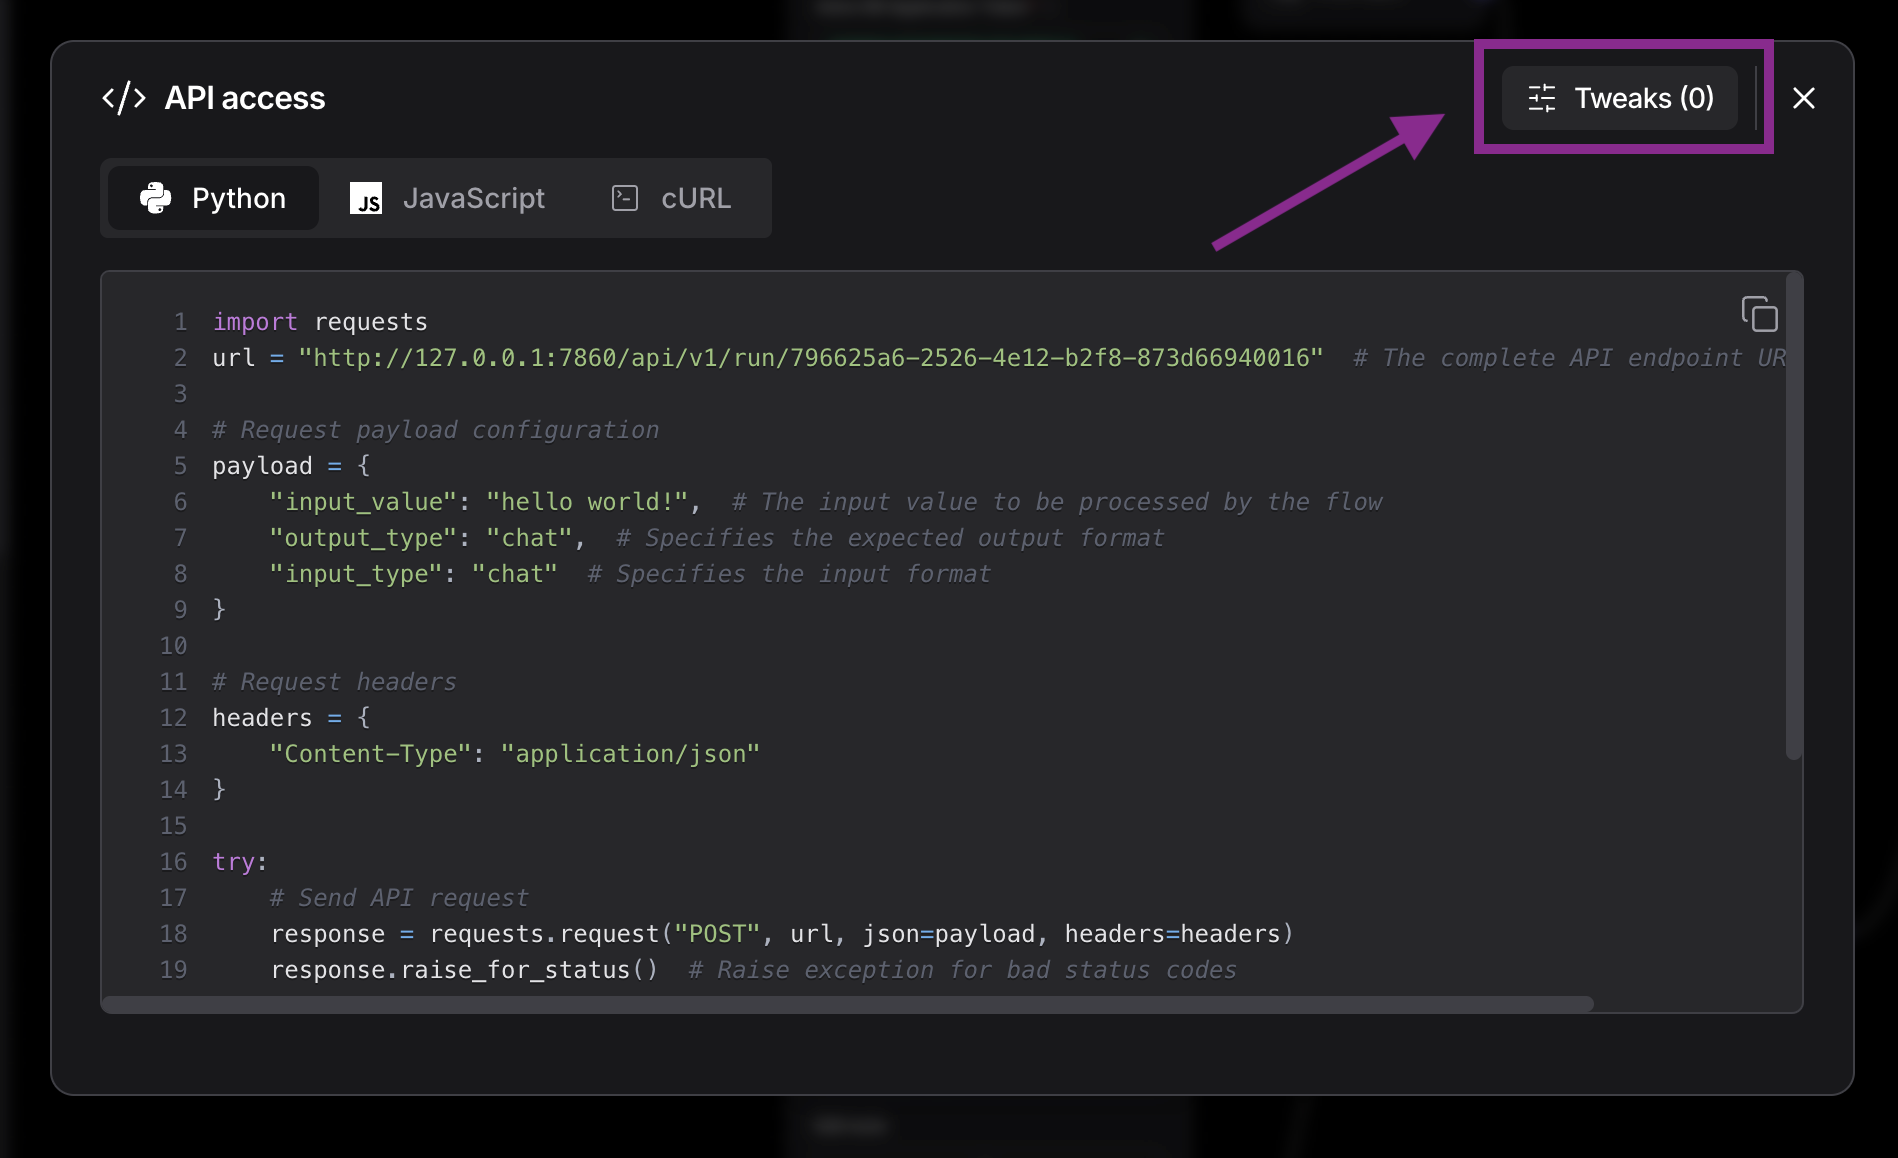 </> API access
Tweaks (0)
Python
JS JavaScript
cURL
1 import requests
2 url = "http://127.0.0.1:7860/api/v1/run/796625a6-2526-4e12-b2f8-873d66940016"  # The complete API endpoint UR
3
4 # Request payload configuration
5 payload = {
6     "input_value": "hello world!",  # The input value to be processed by the flow
7     "output_type": "chat",  # Specifies the expected output format
8     "input_type": "chat"  # Specifies the input format
9 }
10
11 # Request headers
12 headers = {
13     "Content-Type": "application/json"
14 }
15
16 try:
17     # Send API request
18     response = requests.request("POST", url, json=payload, headers=headers)
19     response.raise_for_status()  # Raise exception for bad status codes